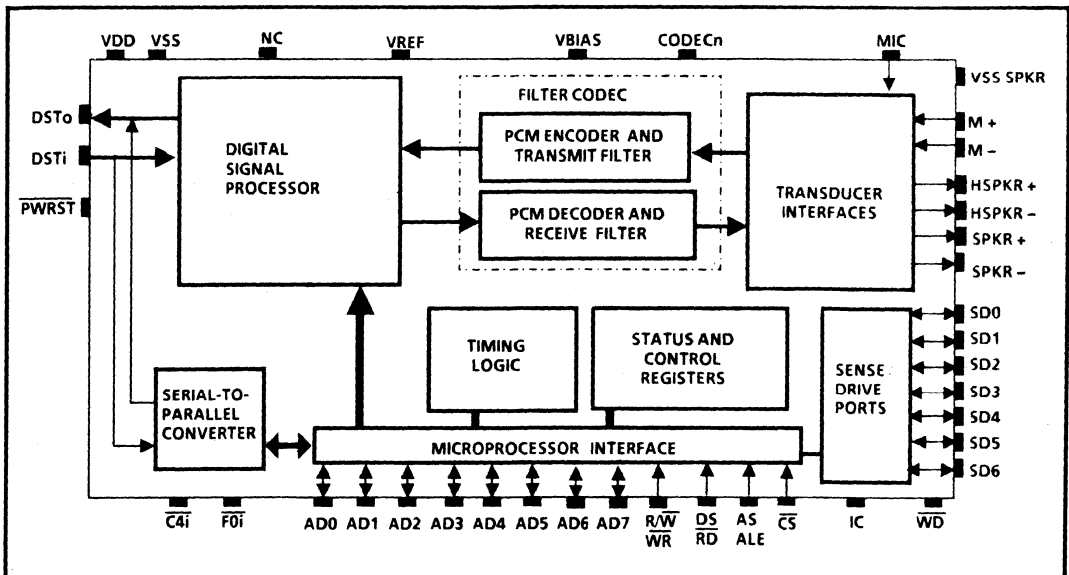 VDD VSS NC VREF VBIAS CODECn MIC
VSS SPKR
DSTo
DSTi
PWRST
DIGITAL
SIGNAL
PROCESSOR
FILTER CODEC
PCM ENCODER AND
TRANSMIT FILTER
PCM DECODER AND
RECEIVE FILTER
TRANSDUCER
INTERFACES
M +
M -
HSPKR +
HSPKR -
SPKR +
SPKR -
TIMING
LOGIC
STATUS AND
CONTROL
REGISTERS
SENSE
DRIVE
PORTS
SD0
SD1
SD2
SD3
SD4
SD5
SD6
SERIAL-TO-
PARALLEL
CONVERTER
MICROPROCESSOR INTERFACE
C4i F0i AD0 AD1 AD2 AD3 AD4 AD5 AD6 AD7 R/W DS AS CS IC WD
WR RD ALE